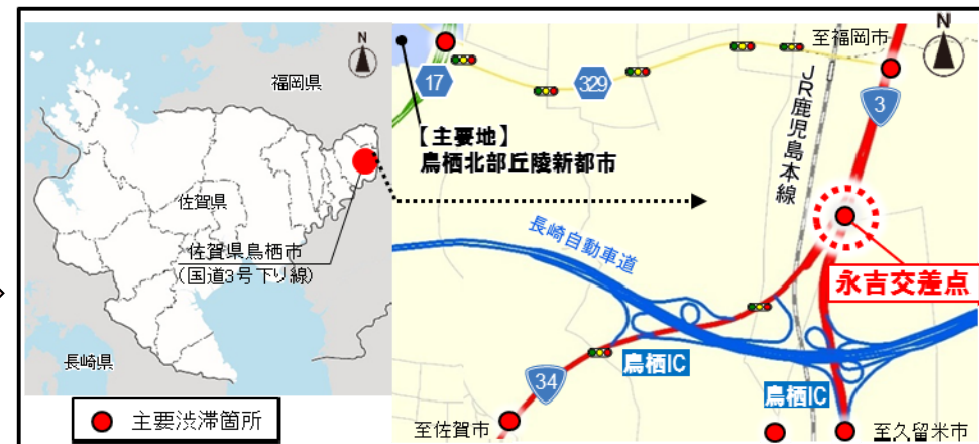 N
福岡県
佐賀県
佐賀県鳥栖市
(国道3号下り線)
長崎県
主要渋滞箇所
N
至福岡市
17
329
3
JR鹿児島本線
【主要地】
鳥栖北部丘陵新都市
長崎自動車道
永吉交差点
鳥栖IC
34
鳥栖IC
至佐賀市
至久留米市